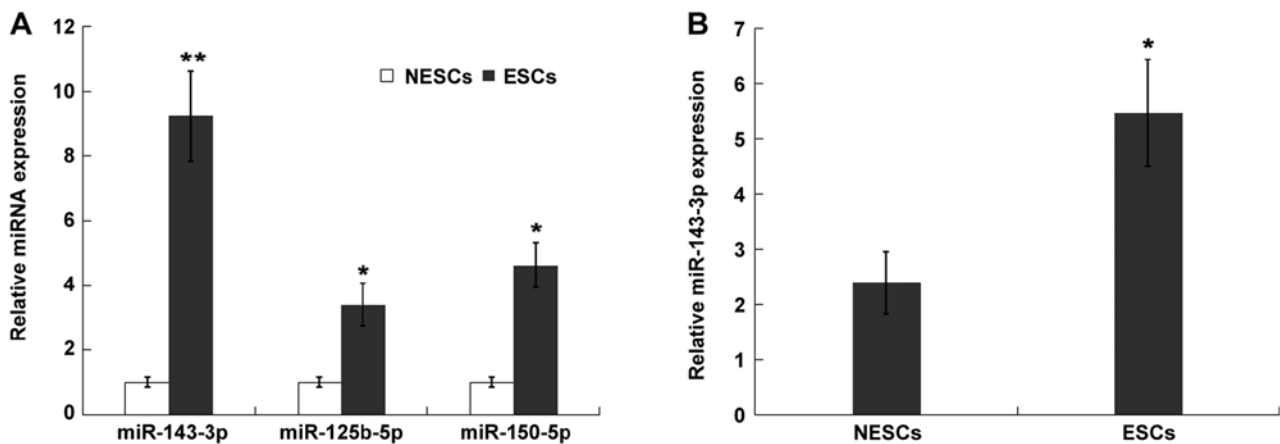 A
Relative miRNA expression
12
10
8
6
4
2
0
**
*
*
NESCs ESCs
miR-143-3p miR-125b-5p miR-150-5p
B
Relative miR-143-3p expression
7
6
5
4
3
2
1
0
*
NESCs ESCs